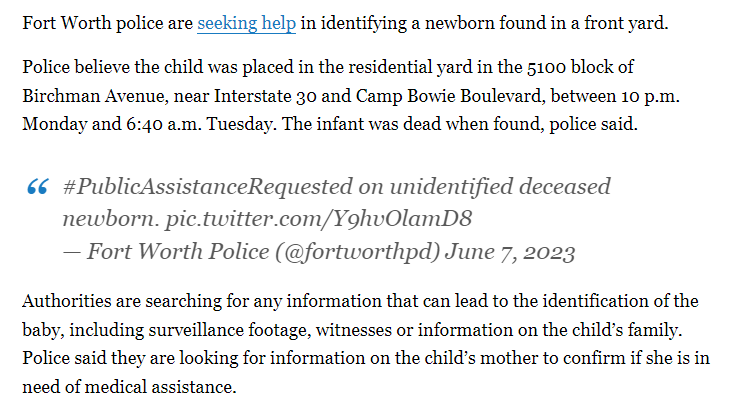 Fort Worth police are seeking help in identifying a newborn found in a front yard.
Police believe the child was placed in the residential yard in the 5100 block of
Birchman Avenue, near Interstate 30 and Camp Bowie Boulevard, between 10 p.m.
Monday and 6:40 a.m. Tuesday. The infant was dead when found, police said.
“ #PublicAssistanceRequested on unidentified deceased
newborn. pic.twitter.com/Y9hvOlamD8
— Fort Worth Police (@fortworthpd) June 7, 2023
Authorities are searching for any information that can lead to the identification of the
baby, including surveillance footage, witnesses or information on the child’s family.
Police said they are looking for information on the child’s mother to confirm if she is in
need of medical assistance.